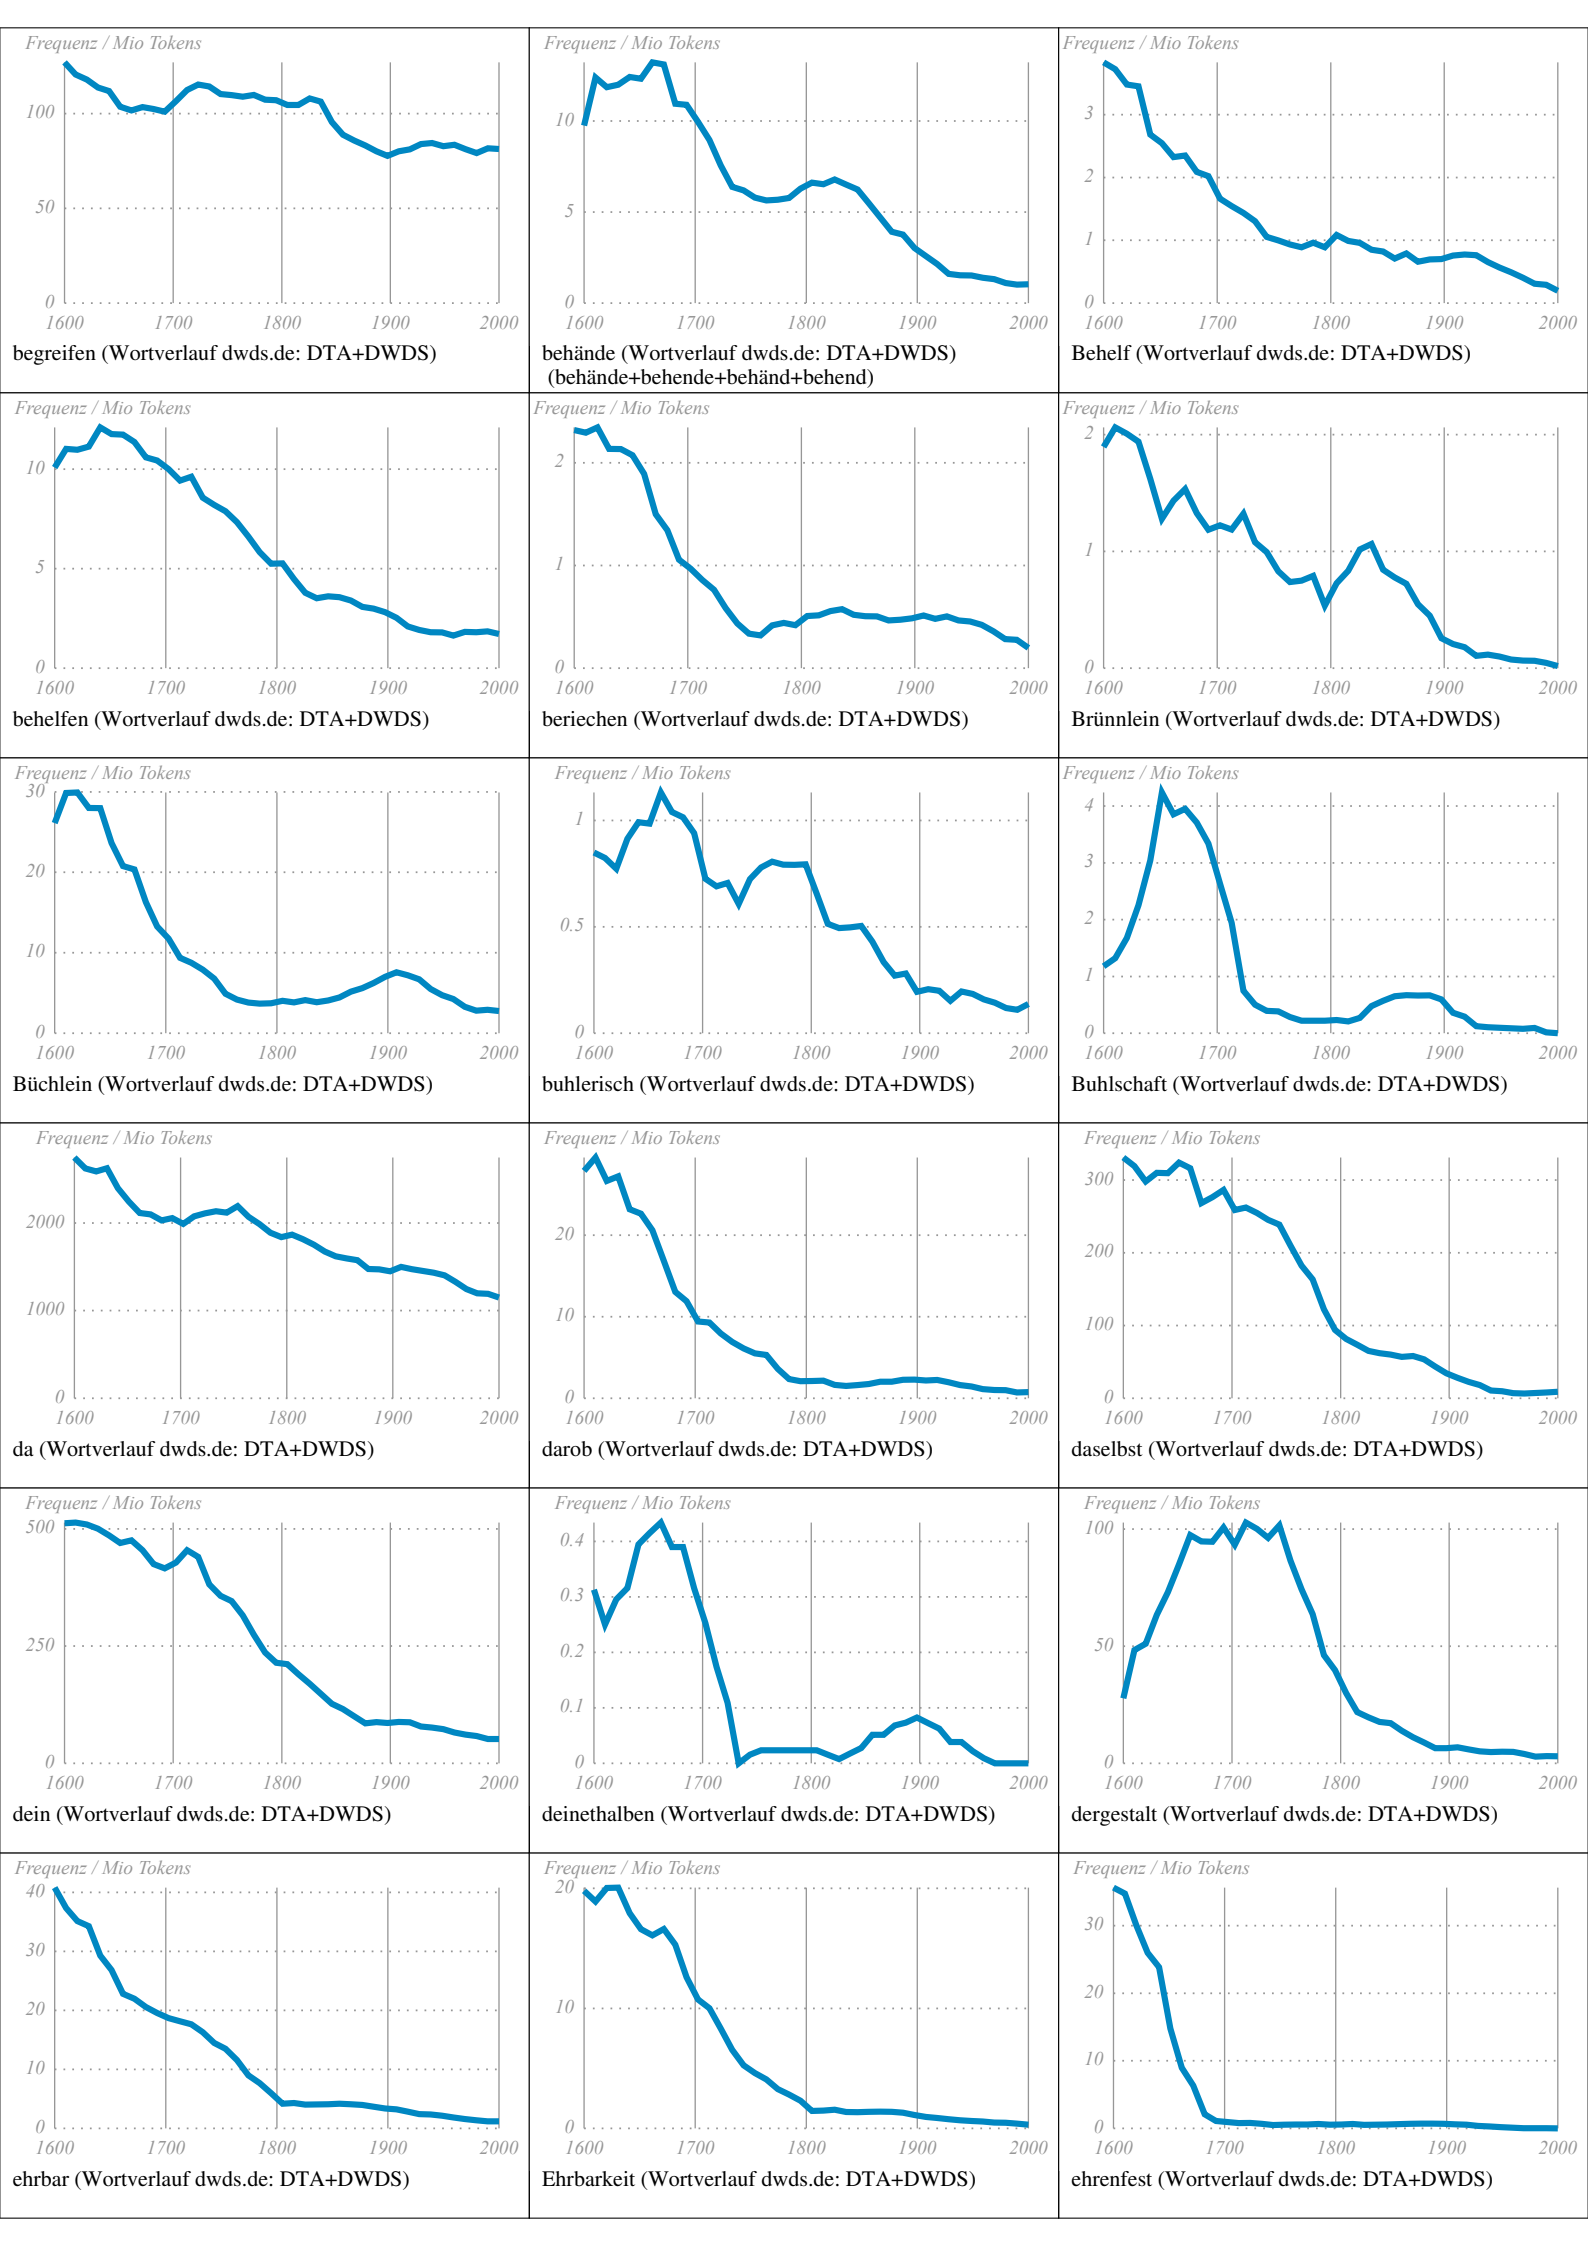 Frequenz / Mio Tokens
100
50
0
1600 1700 1800 1900 2000
begreifen (Wortverlauf dwds.de: DTA+DWDS)
Frequenz / Mio Tokens
10
5
0
1600 1700 1800 1900 2000
behände (Wortverlauf dwds.de: DTA+DWDS)
(behände+behende+behänd+behend)
Frequenz / Mio Tokens
3
2
1
0
1600 1700 1800 1900 2000
Behelf (Wortverlauf dwds.de: DTA+DWDS)
Frequenz / Mio Tokens
10
5
0
1600 1700 1800 1900 2000
behelfen (Wortverlauf dwds.de: DTA+DWDS)
Frequenz / Mio Tokens
2
1
0
1600 1700 1800 1900 2000
beriechen (Wortverlauf dwds.de: DTA+DWDS)
Frequenz / Mio Tokens
2
1
0
1600 1700 1800 1900 2000
Brünnlein (Wortverlauf dwds.de: DTA+DWDS)
Frequenz / Mio Tokens
30
20
10
0
1600 1700 1800 1900 2000
Büchlein (Wortverlauf dwds.de: DTA+DWDS)
Frequenz / Mio Tokens
1
0.5
0
1600 1700 1800 1900 2000
buhlerisch (Wortverlauf dwds.de: DTA+DWDS)
Frequenz / Mio Tokens
4
3
2
1
0
1600 1700 1800 1900 2000
Buhlschaft (Wortverlauf dwds.de: DTA+DWDS)
Frequenz / Mio Tokens
2000
1000
0
1600 1700 1800 1900 2000
da (Wortverlauf dwds.de: DTA+DWDS)
Frequenz / Mio Tokens
20
10
0
1600 1700 1800 1900 2000
darob (Wortverlauf dwds.de: DTA+DWDS)
Frequenz / Mio Tokens
300
200
100
0
1600 1700 1800 1900 2000
daselbst (Wortverlauf dwds.de: DTA+DWDS)
Frequenz / Mio Tokens
500
250
0
1600 1700 1800 1900 2000
dein (Wortverlauf dwds.de: DTA+DWDS)
Frequenz / Mio Tokens
0.4
0.3
0.2
0.1
0
1600 1700 1800 1900 2000
deinethalben (Wortverlauf dwds.de: DTA+DWDS)
Frequenz / Mio Tokens
100
50
0
1600 1700 1800 1900 2000
dergestalt (Wortverlauf dwds.de: DTA+DWDS)
Frequenz / Mio Tokens
40
30
20
10
0
1600 1700 1800 1900 2000
ehrbar (Wortverlauf dwds.de: DTA+DWDS)
Frequenz / Mio Tokens
20
10
0
1600 1700 1800 1900 2000
Ehrbarkeit (Wortverlauf dwds.de: DTA+DWDS)
Frequenz / Mio Tokens
30
20
10
0
1600 1700 1800 1900 2000
ehrenfest (Wortverlauf dwds.de: DTA+DWDS)